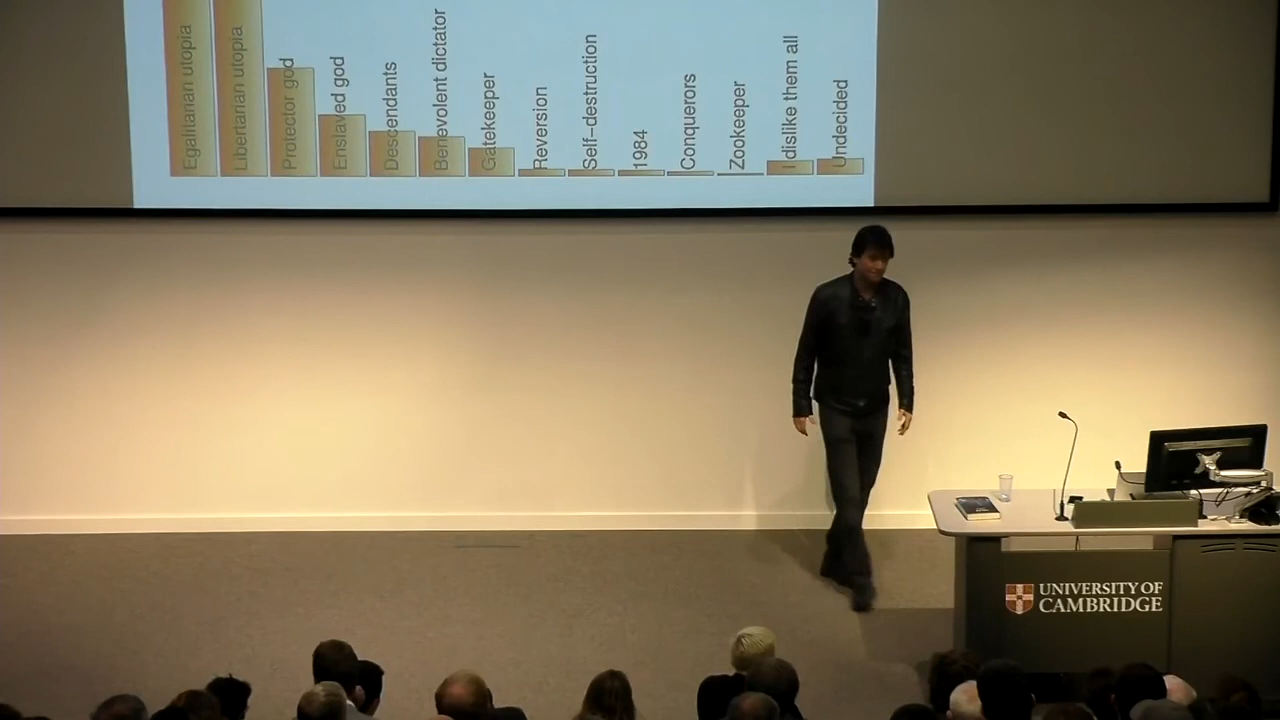 Egalitarian utopia
Libertarian utopia
Protector god
Enslaved god
Descendants
Benevolent dictator
Gatekeeper
Reversion
Self-destruction
1984
Conquerors
Zookeeper
I dislike them all
Undecided
UNIVERSITY OF
CAMBRIDGE